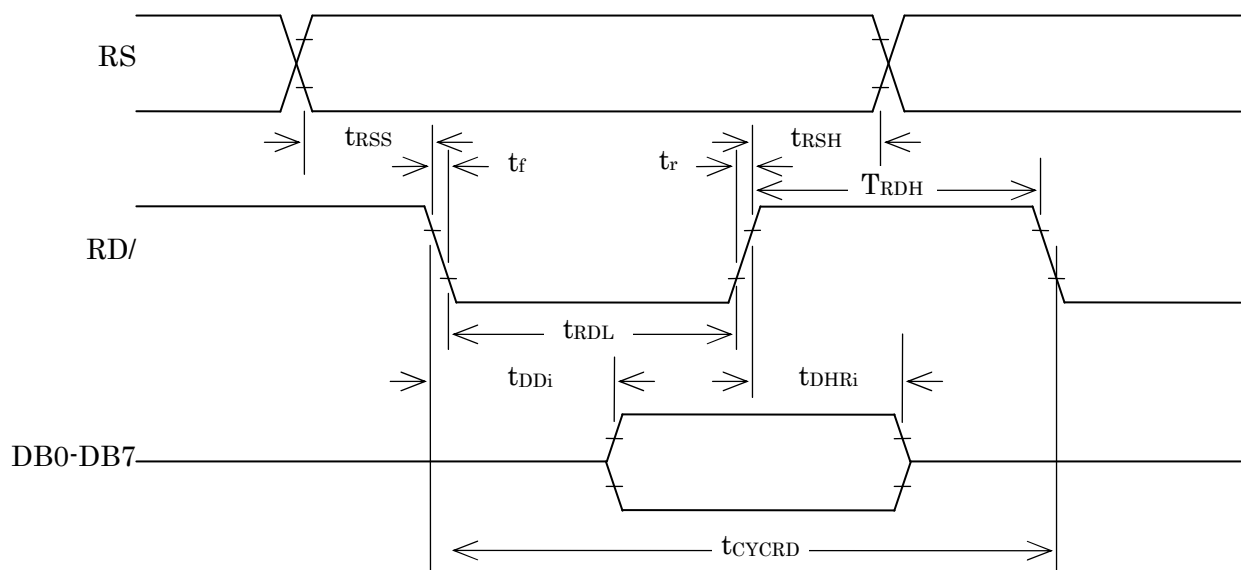 RS
tRSS
tRSH
tf
tr
TRDH
RD/
tRDL
tDDi
tDHRi
DB0-DB7
tCYCRD